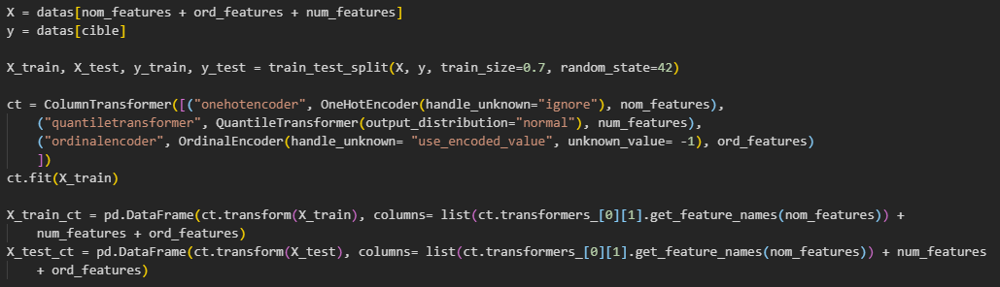 X = datas[nom_features + ord_features + num_features]
y = datas[cible]
X_train, X_test, y_train, y_test = train_test_split(X, y, train_size=0.7, random_state=42)
ct = ColumnTransformer([("onehotencoder", OneHotEncoder(handle_unknown="ignore"), nom_features),
("quantiletransformer", QuantileTransformer(output_distribution="normal"), num_features),
("ordinalencoder", OrdinalEncoder(handle_unknown= "use_encoded_value", unknown_value= -1), ord_features)
])
ct.fit(X_train)
X_train_ct = pd.DataFrame(ct.transform(X_train), columns= list(ct.transformers_[0][1].get_feature_names(nom_features)) +
num_features + ord_features)
X_test_ct = pd.DataFrame(ct.transform(X_test), columns= list(ct.transformers_[0][1].get_feature_names(nom_features)) + num_features
+ ord_features)